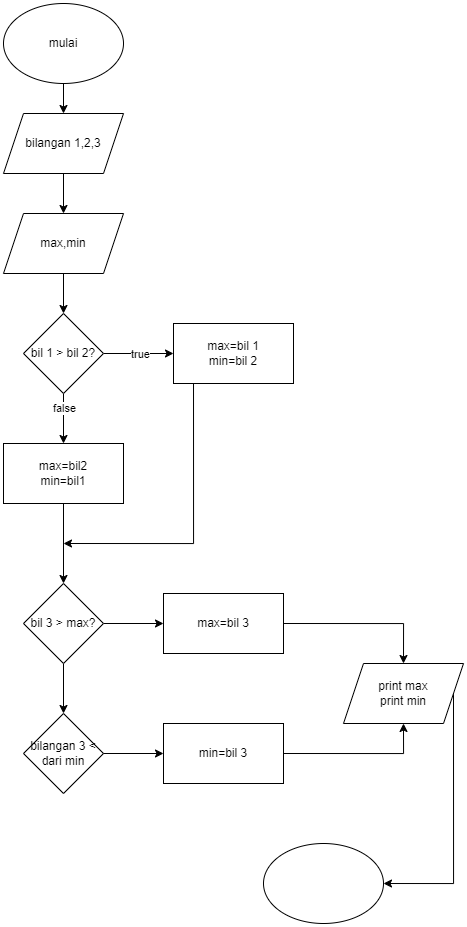 mulai
bilangan 1,2,3
max,min
bil 1 > bil 2?
true
max=bil 1
min=bil 2
false
max=bil2
min=bil1
bil 3 > max?
max=bil 3
print max
print min
bilangan 3 <
dari min
min=bil 3